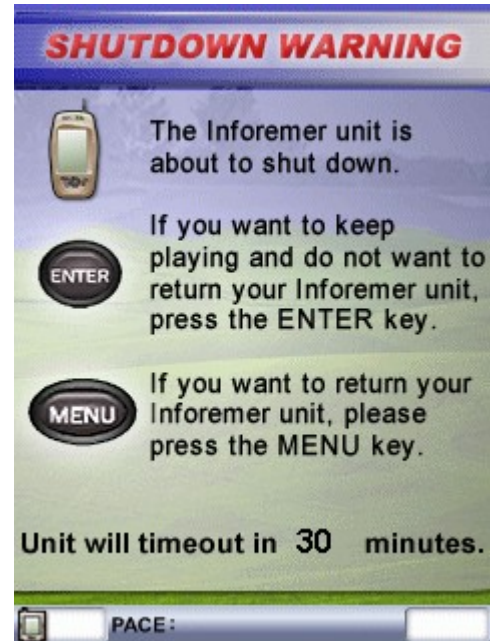 SHUTDOWN WARNING
The Inforemer unit is
about to shut down.
ENTER
If you want to keep
playing and do not want to
return your Inforemer unit,
press the ENTER key.
MENU
If you want to return your
Inforemer unit, please
press the MENU key.
Unit will timeout in 30 minutes.
PACE: